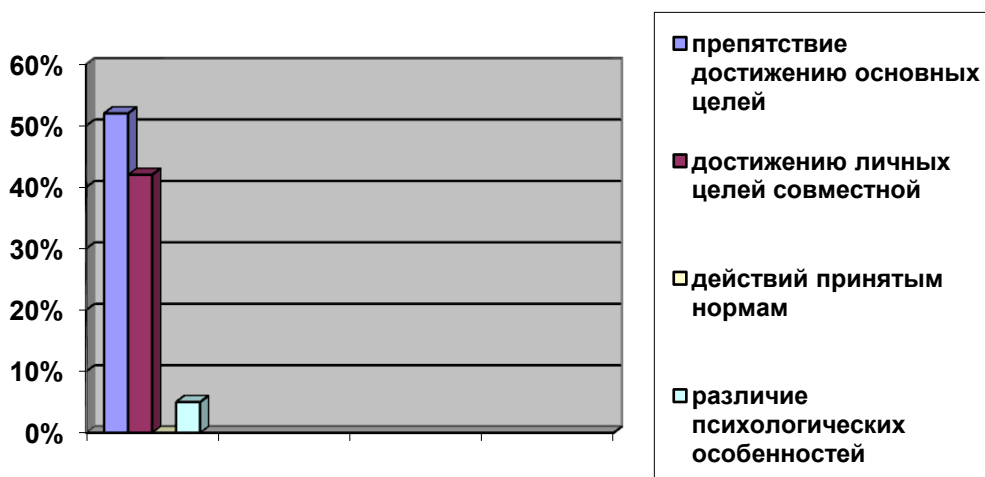 60%
50%
40%
30%
20%
10%
0%
препятствие
достижению основных
целей
достижению личных
целей совместной
действий принятым
нормам
различие
психологических
особенностей